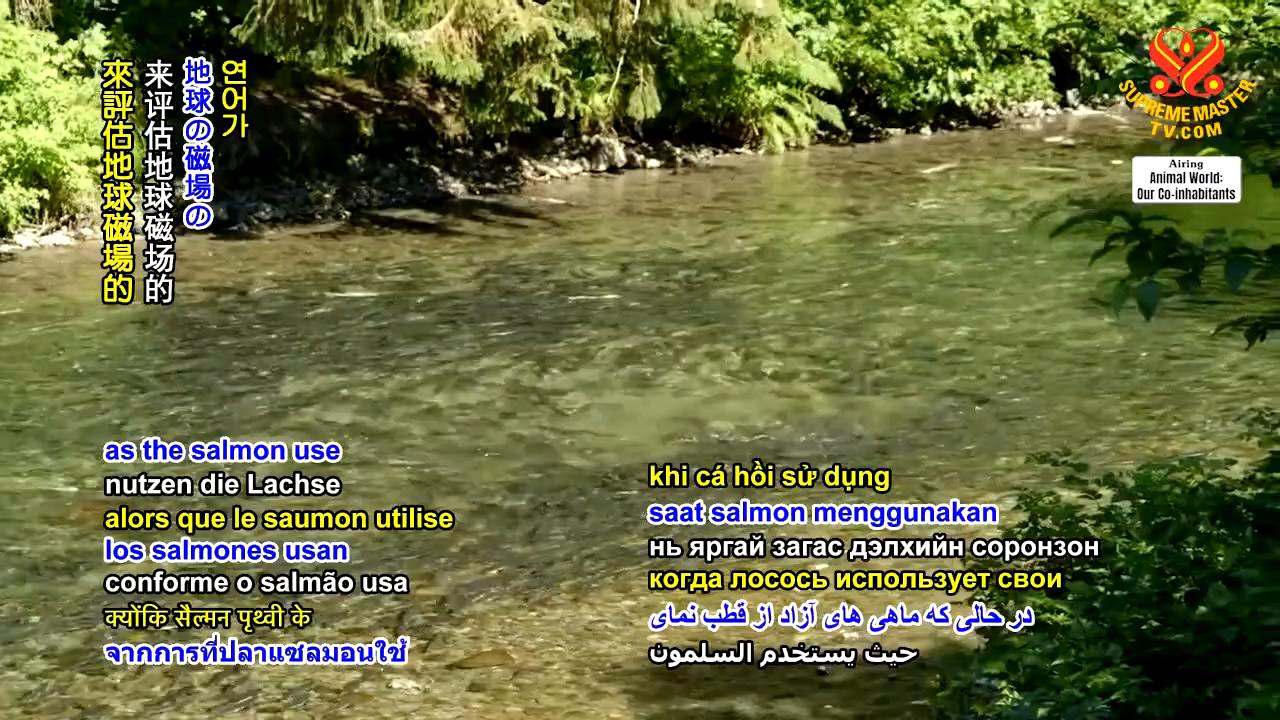 연어가
地球の磁場の
来评估地球磁场的
來評估地球磁場的
SUPREME MASTER
TV.COM
Airing
Animal World:
Our Co-inhabitants
as the salmon use
nutzen die Lachse
alors que le saumon utilise
los salmones usan
conforme o salmão usa
क्योंकि सैल्मन पृथ्वी के
จากการที่ปลาแซลมอนใช้
khi cá hồi sử dụng
saat salmon menggunakan
нь яргай загас дэлхийн соронзон
когда лосось использует свои
در حالی که ماهی های آزاد از قطب نمای
حيث يستخدم السلمون